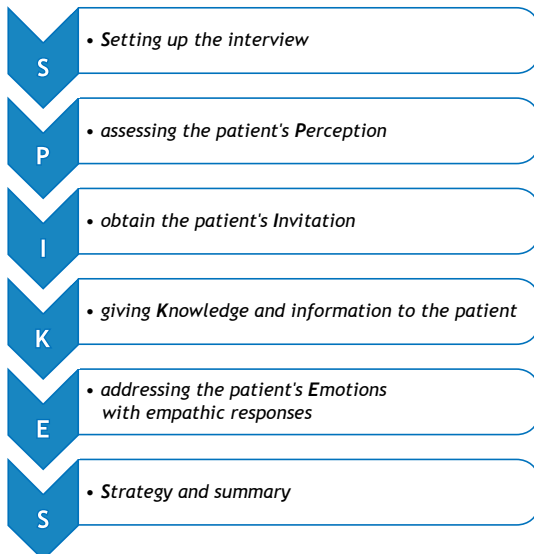 S
• Setting up the interview
P
• assessing the patient's Perception
I
• obtain the patient's Invitation
K
• giving Knowledge and information to the patient
E
• addressing the patient's Emotions
with empathic responses
S
• Strategy and summary